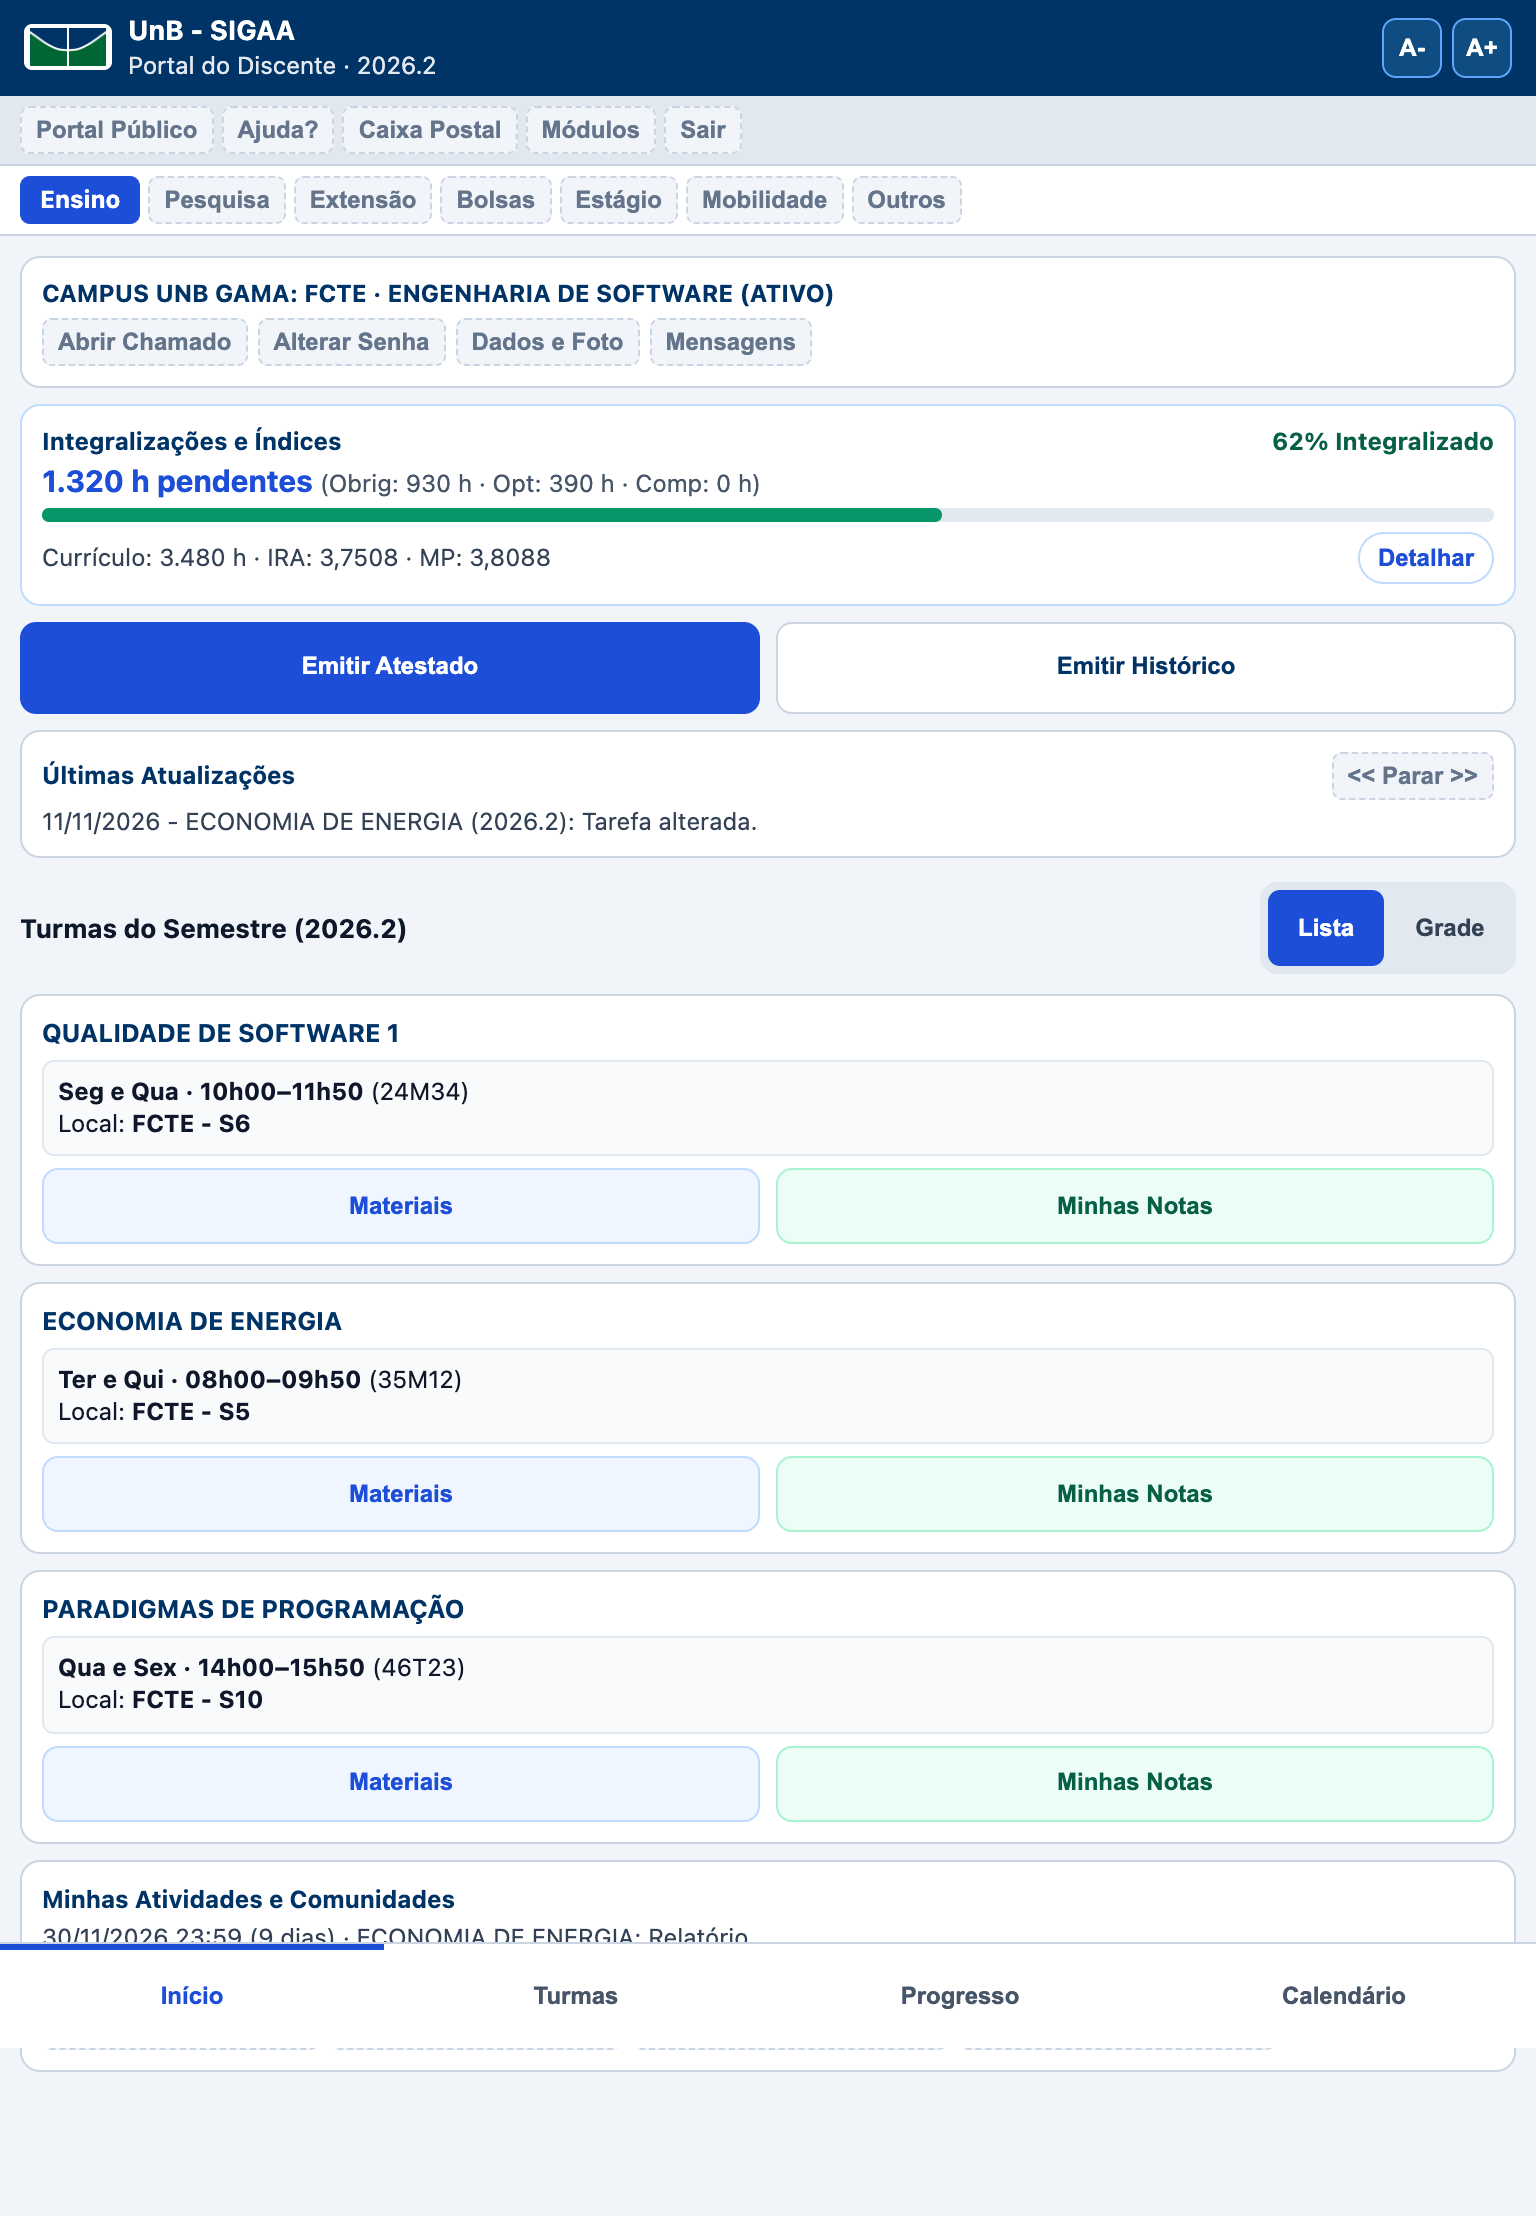 UnB - SIGAA
Portal do Discente · 2026.2
A-
A+
Portal Público
Ajuda?
Caixa Postal
Módulos
Sair
Ensino
Pesquisa
Extensão
Bolsas
Estágio
Mobilidade
Outros
CAMPUS UNB GAMA: FCTE · ENGENHARIA DE SOFTWARE (ATIVO)
Abrir Chamado
Alterar Senha
Dados e Foto
Mensagens
Integralizações e Índices
62% Integralizado
1.320 h pendentes (Obrig: 930 h · Opt: 390 h · Comp: 0 h)
Currículo: 3.480 h · IRA: 3,7508 · MP: 3,8088
Detalhar
Emitir Atestado
Emitir Histórico
Últimas Atualizações
<< Parar >>
11/11/2026 - ECONOMIA DE ENERGIA (2026.2): Tarefa alterada.
Turmas do Semestre (2026.2)
Lista
Grade
QUALIDADE DE SOFTWARE 1
Seg e Qua · 10h00–11h50 (24M34)
Local: FCTE - S6
Materiais
Minhas Notas
ECONOMIA DE ENERGIA
Ter e Qui · 08h00–09h50 (35M12)
Local: FCTE - S5
Materiais
Minhas Notas
PARADIGMAS DE PROGRAMAÇÃO
Qua e Sex · 14h00–15h50 (46T23)
Local: FCTE - S10
Materiais
Minhas Notas
Minhas Atividades e Comunidades
30/11/2026 23:59 (9 dias) · ECONOMIA DE ENERGIA: Relatório
Início
Turmas
Progresso
Calendário